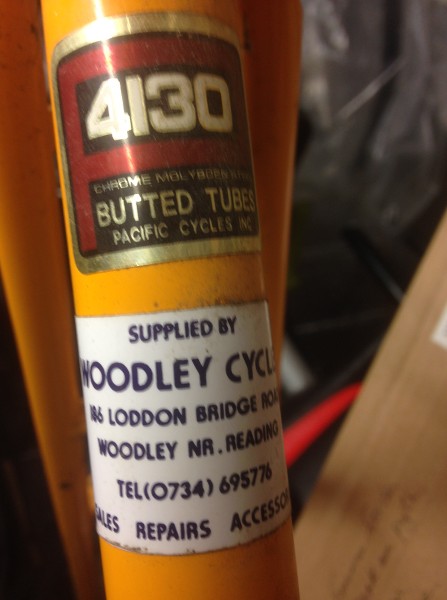 4130
CHROME MOLYBDENUM
BUTTED TUBES
PACIFIC CYCLES INC
SUPPLIED BY
WOODLEY CYCL
186 LODDON BRIDGE ROA
WOODLEY NR. READING
TEL(0734) 695776
SALES REPAIRS ACCESSO